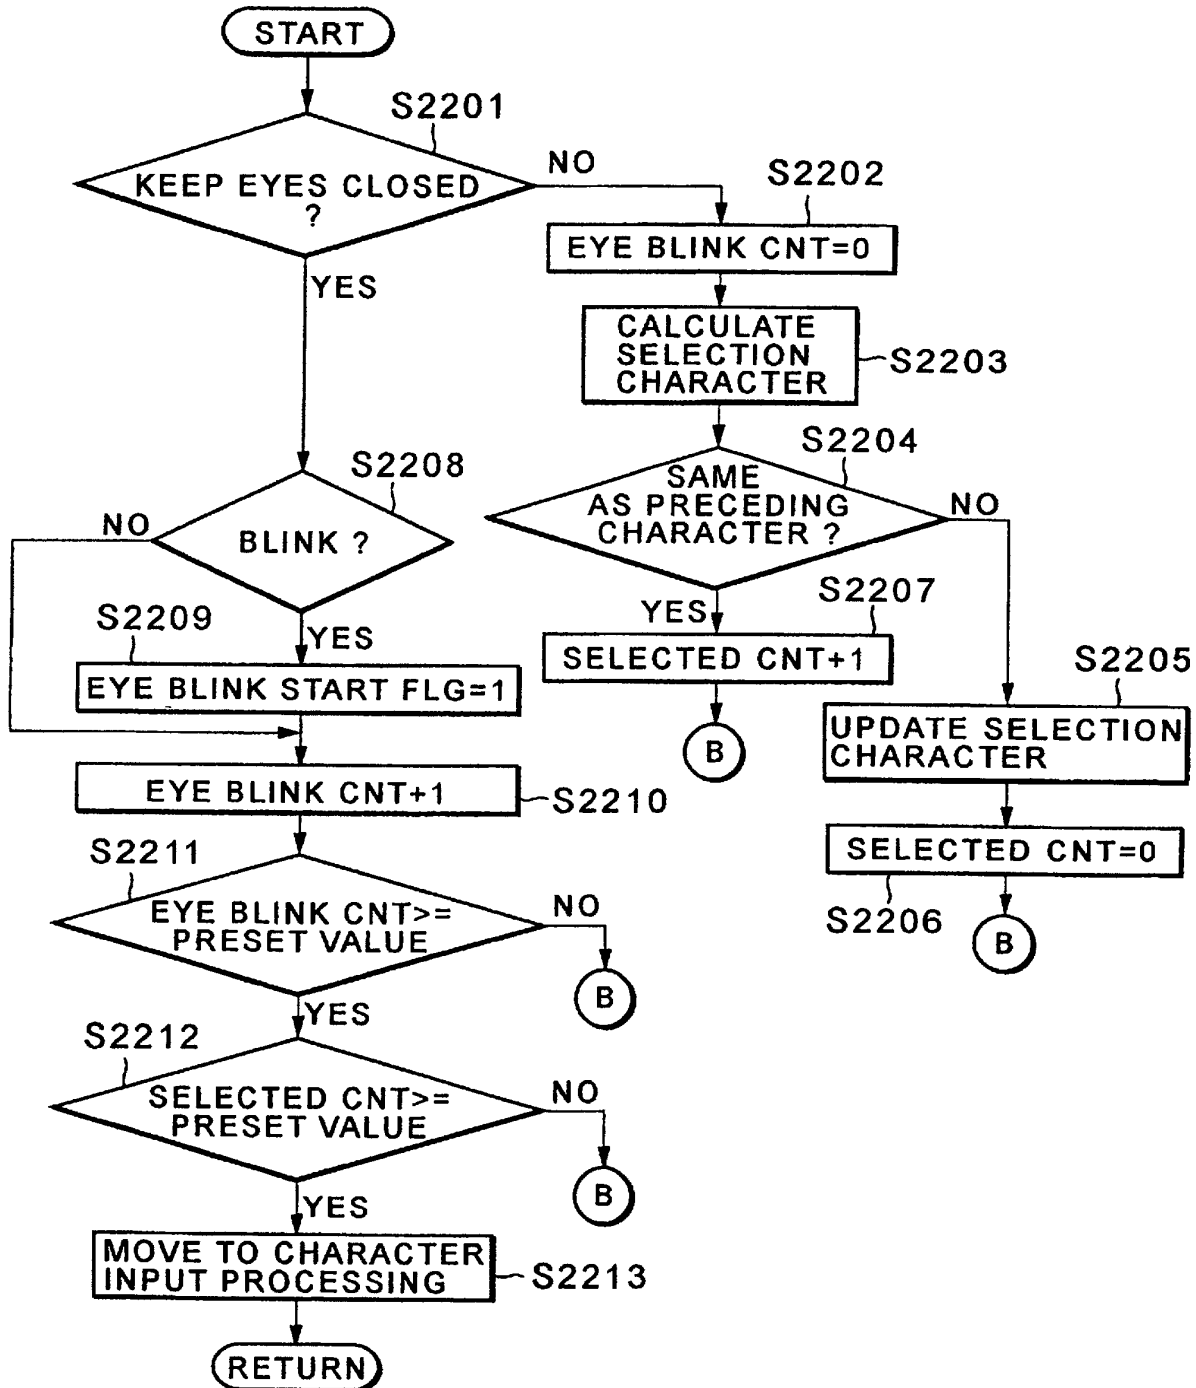 START
S2201
KEEP EYES CLOSED
?
NO
YES
S2202
EYE BLINK CNT=0
CALCULATE
SELECTION
CHARACTER
S2203
S2204
SAME
AS PRECEDING
CHARACTER ?
NO
YES
S2207
SELECTED CNT+1
B
S2205
UPDATE SELECTION
CHARACTER
SELECTED CNT=0
S2206
B
S2208
NO
BLINK ?
YES
S2209
EYE BLINK START FLG=1
EYE BLINK CNT+1
S2210
S2211
EYE BLINK CNT>=
PRESET VALUE
NO
B
YES
S2212
SELECTED CNT>=
PRESET VALUE
NO
B
YES
MOVE TO CHARACTER
INPUT PROCESSING
S2213
RETURN